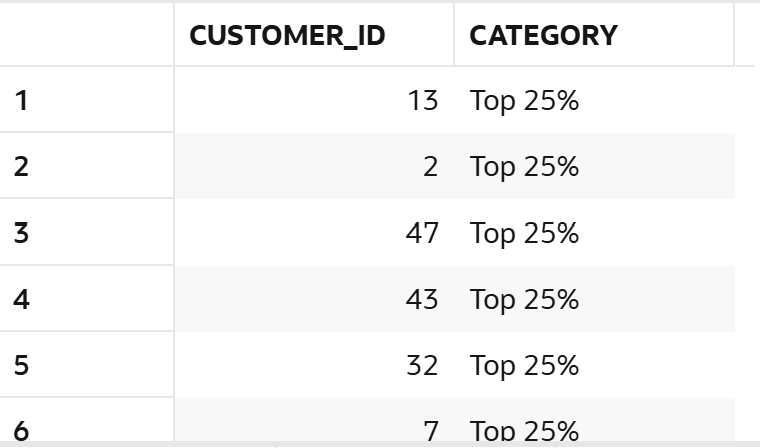 CUSTOMER_ID CATEGORY
1 13 Top 25%
2 2 Top 25%
3 47 Top 25%
4 43 Top 25%
5 32 Top 25%
6 7 Top 25%